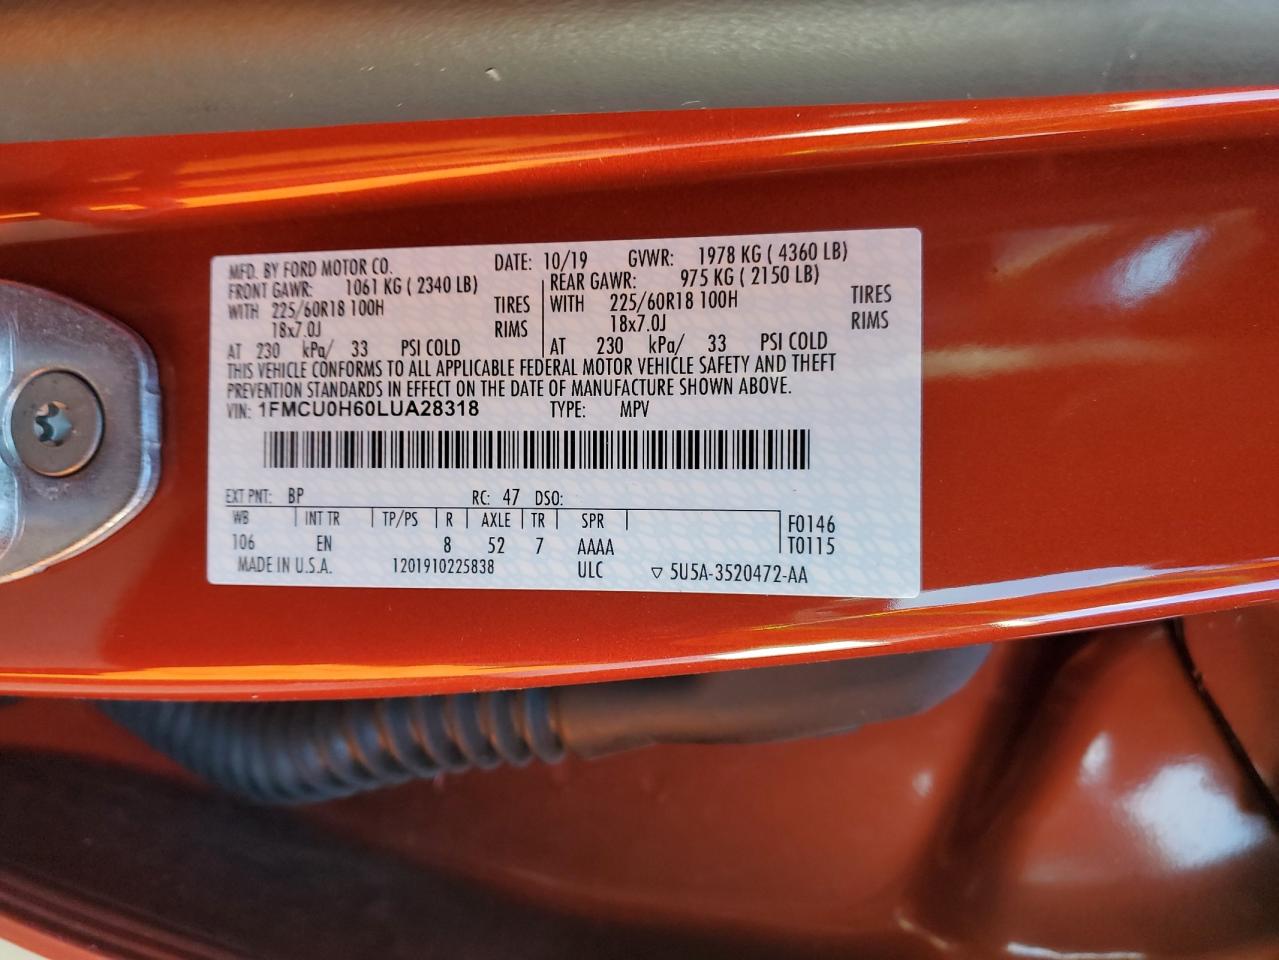 MFD. BY FORD MOTOR CO. DATE: 10/19 GVWR: 1978 KG ( 4360 LB)
FRONT GAWR: 1061 KG ( 2340 LB) REAR GAWR: 975 KG ( 2150 LB)
WITH 225/60R18 100H TIRES WITH 225/60R18 100H TIRES
18x7.0J RIMS 18x7.0J RIMS
AT 230 kPa/ 33 PSI COLD AT 230 kPa/ 33 PSI COLD
THIS VEHICLE CONFORMS TO ALL APPLICABLE FEDERAL MOTOR VEHICLE SAFETY AND THEFT
PREVENTION STANDARDS IN EFFECT ON THE DATE OF MANUFACTURE SHOWN ABOVE.
VIN: 1FMCU0H60LUA28318 TYPE: MPV
EXT PNT: BP RC: 47 DSO:
WB INT TR TP/PS R AXLE TR SPR F0146
106 EN 8 52 7 AAAA T0115
MADE IN U.S.A. 1201910225838 ULC ▽ 5U5A-3520472-AA